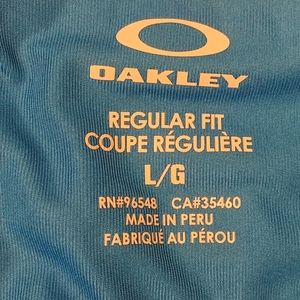 OAKLEY
REGULAR FIT
COUPE RÉGULIÈRE
L/G
RN#96548 CA#35460
MADE IN PERU
FABRIQUÉ AU PÉROU